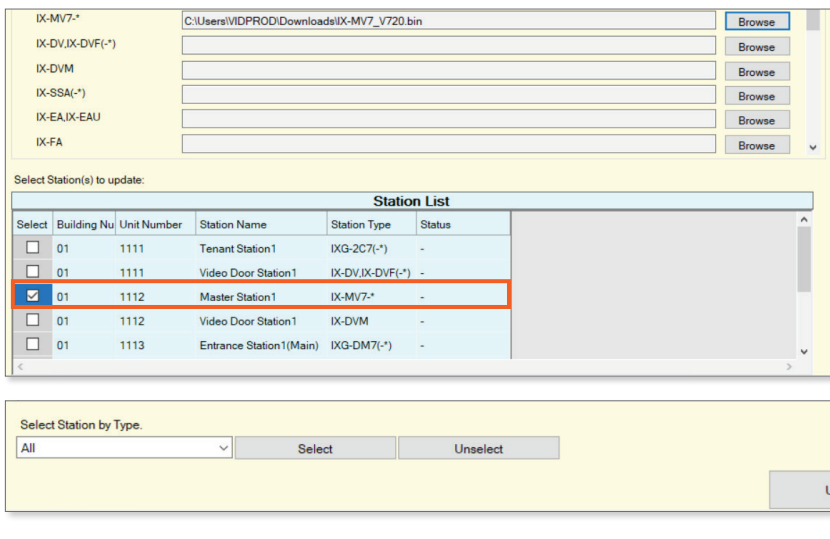 IX-MV7-* C:\Users\VIDPROD\Downloads\IX-MV7_V720.bin Browse
IX-DV,IX-DVF(-*) Browse
IX-DVM Browse
IX-SSA(-*) Browse
IX-EA,IX-EAU Browse
IX-FA Browse
Select Station(s) to update:
Station List
Select Building Nu Unit Number Station Name Station Type Status
01 1111 Tenant Station1 IXG-2C7(-*) -
01 1111 Video Door Station1 IX-DV,IX-DVF(-*) -
01 1112 Master Station1 IX-MV7-* -
01 1112 Video Door Station1 IX-DVM -
01 1113 Entrance Station1(Main) IXG-DM7(-*) -
Select Station by Type.
All Select Unselect